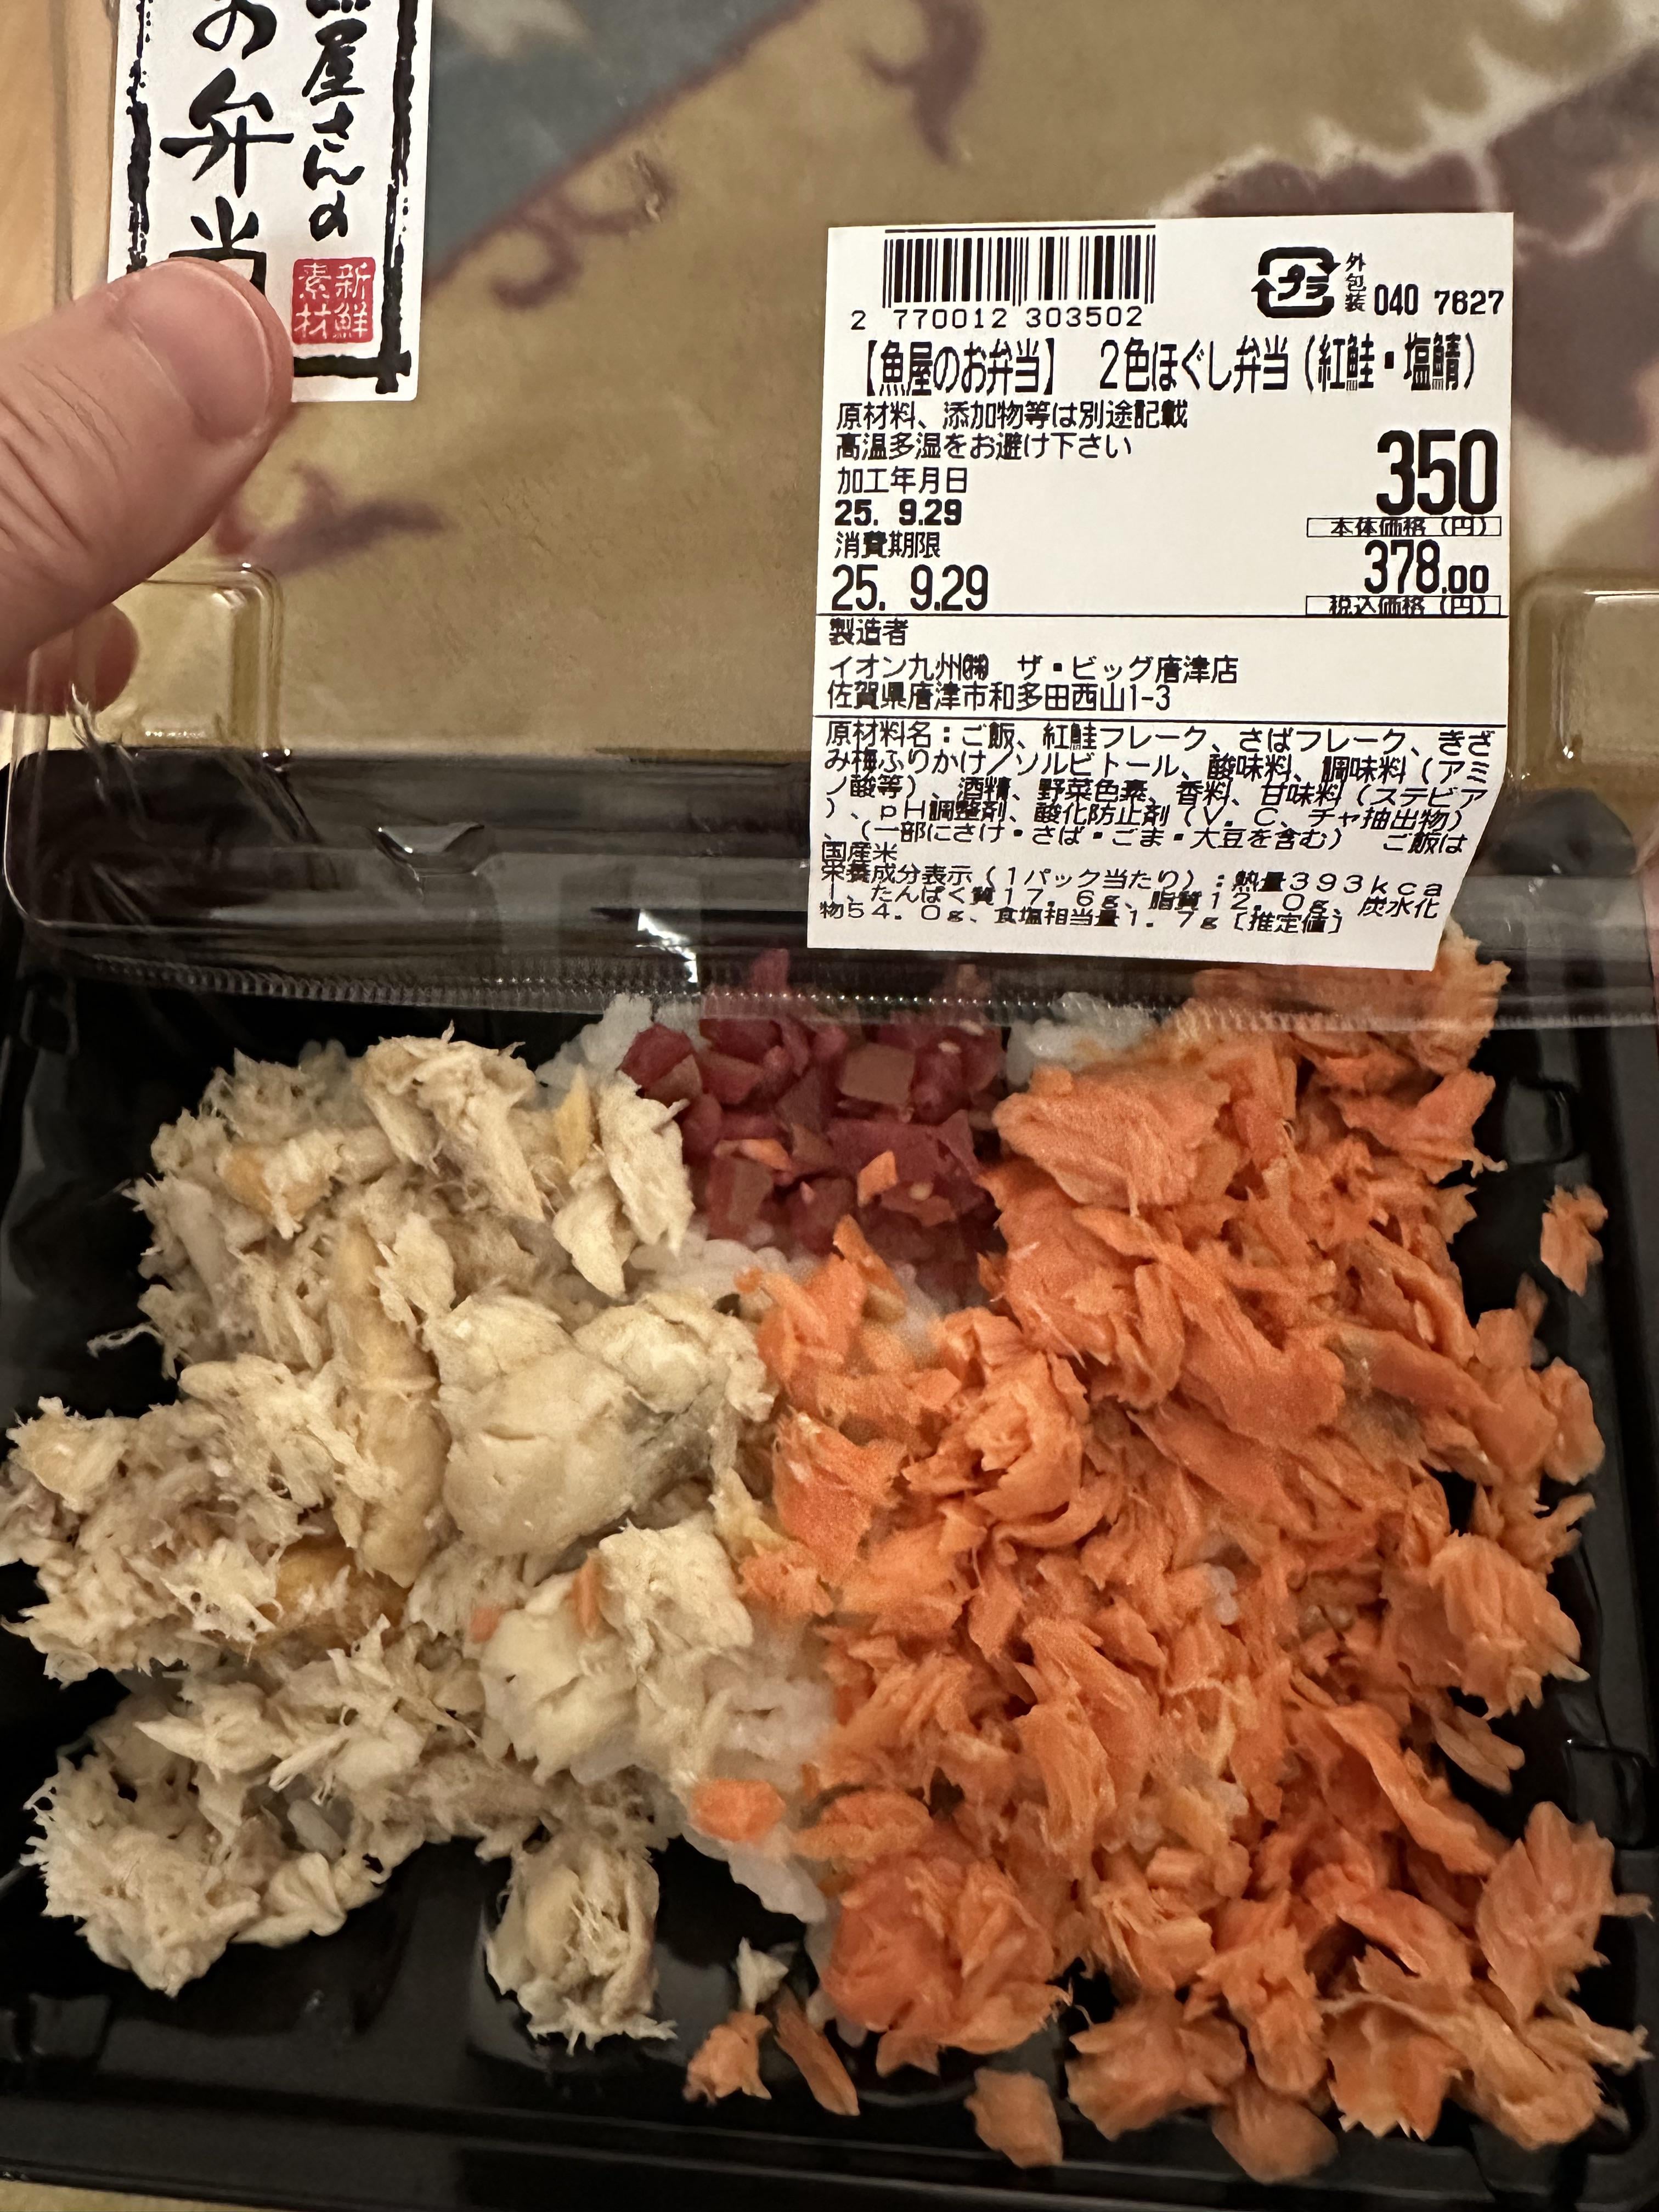 魚屋さんの
お弁当
新鮮
素材
2 770012 303502
プラ
外包装
040 7627
【魚屋のお弁当】 2色ほぐし弁当（紅鮭・塩鯖）
原材料、添加物等は別途記載
高温多湿をお避け下さい
350
加工年月日
25. 9.29
本体価格（円）
消費期限
378.00
25. 9.29
税込価格（円）
製造者
イオン九州㈱ ザ・ビッグ唐津店
佐賀県唐津市和多田西山1-3
原材料名：ご飯、紅鮭フレーク、さばフレーク、きざ
み梅ふりかけ／ソルビトール、酸味料、調味料（アミ
ノ酸等）、酒精、野菜色素、香料、甘味料（ステビア
）、pH調整剤、酸化防止剤（V．C、チャ抽出物）
、（一部にさけ・さば・ごま・大豆を含む） ご飯は
国産米
栄養成分表示（1パック当たり）：熱量393kca
l、たんぱく質17．6g、脂質12．0g、炭水化
物54．0g、食塩相当量1．7g［推定値］